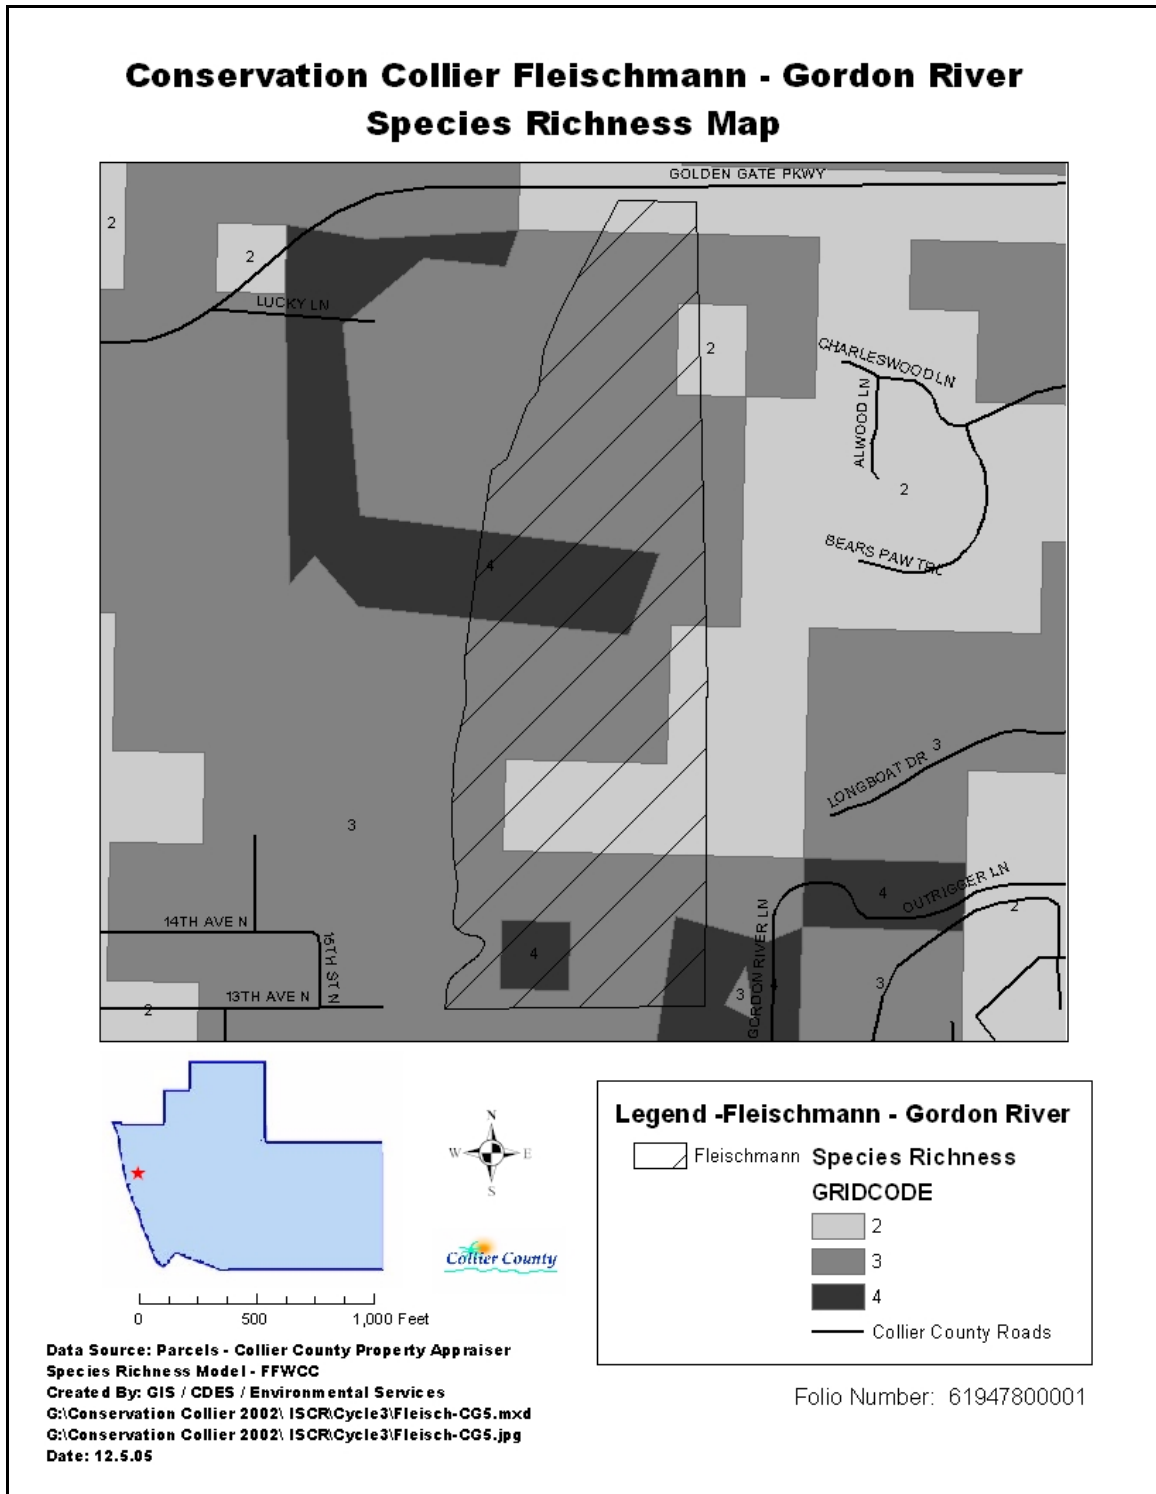 Conservation Collier Fleischmann - Gordon River
Species Richness Map
GOLDEN GATE PKWY
2
2
LUCKY LN
2
CHARLESWOOD LN
ALWOOD LN
2
BEARS PAW TRL
4
3
LONGBOAT DR
3
4
OUTRIGGER LN
2
14TH AVE N
15TH ST N
4
GORDON RIVER LN
3
4
3
13TH AVE N
2
N
W
E
S
Collier County
0 500 1,000 Feet
Legend -Fleischmann - Gordon River
Fleischmann
Species Richness
GRIDCODE
2
3
4
Collier County Roads
Data Source: Parcels - Collier County Property Appraiser
Species Richness Model - FFWCC
Created By: GIS / CDES / Environmental Services
G:\Conservation Collier 2002\ ISCR\Cycle3\Fleisch-CG5.mxd
G:\Conservation Collier 2002\ ISCR\Cycle3\Fleisch-CG5.jpg
Date: 12.5.05
Folio Number: 61947800001